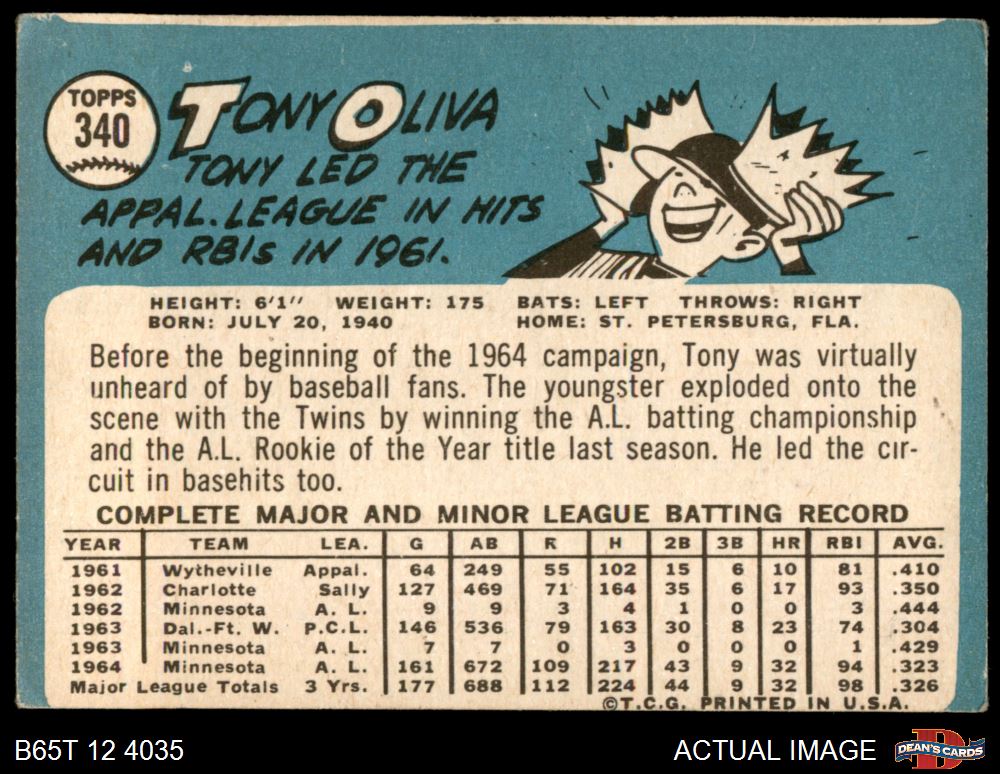 TOPPS
340
TONY OLIVA
TONY LED THE
APPAL. LEAGUE IN HITS
AND RBIs IN 1961.
HEIGHT: 6'1" WEIGHT: 175 BATS: LEFT THROWS: RIGHT
BORN: JULY 20, 1940 HOME: ST. PETERSBURG, FLA.
Before the beginning of the 1964 campaign, Tony was virtually
unheard of by baseball fans. The youngster exploded onto the
scene with the Twins by winning the A.L. batting championship
and the A.L. Rookie of the Year title last season. He led the cir-
cuit in basehits too.
COMPLETE MAJOR AND MINOR LEAGUE BATTING RECORD
YEAR TEAM LEA. G AB R H 2B 3B HR RBI AVG.
1961 Wytheville Appal. 64 249 55 102 15 6 10 81 .410
1962 Charlotte Sally 127 469 71 164 35 6 17 93 .350
1962 Minnesota A. L. 9 9 3 4 1 0 0 3 .444
1963 Dal.-Ft. W. P.C.L. 146 536 79 163 30 8 23 74 .304
1963 Minnesota A. L. 7 7 0 3 0 0 0 1 .429
1964 Minnesota A. L. 161 672 109 217 43 9 32 94 .323
Major League Totals 3 Yrs. 177 688 112 224 44 9 32 98 .326
©T.C.G. PRINTED IN U.S.A.
B65T 12 4035 ACTUAL IMAGE DEAN'S CARDS